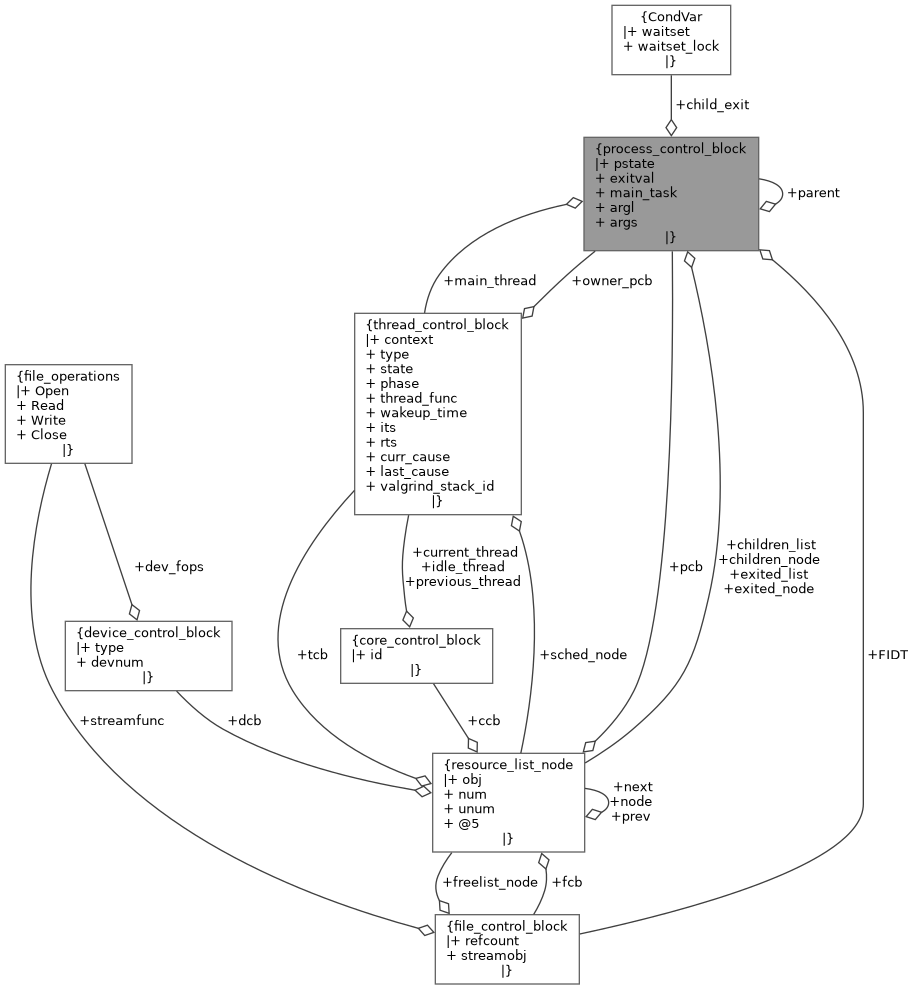 {CondVar
|+ waitset
+ waitset_lock
|}
+child_exit
{process_control_block
|+ pstate
+ exitval
+ main_task
+ argl
+ args
|}
+parent
+main_thread
+owner_pcb
{thread_control_block
|+ context
+ type
+ state
+ phase
+ thread_func
+ wakeup_time
+ its
+ rts
+ curr_cause
+ last_cause
+ valgrind_stack_id
|}
{file_operations
|+ Open
+ Read
+ Write
+ Close
|}
+dev_fops
+current_thread
+idle_thread
+previous_thread
+pcb
+children_list
+children_node
+exited_list
+exited_node
{device_control_block
|+ type
+ devnum
|}
+tcb
{core_control_block
|+ id
|}
+sched_node
+FIDT
+streamfunc
+dcb
+ccb
{resource_list_node
|+ obj
+ num
+ unum
+ @5
|}
+next
+node
+prev
+freelist_node
+fcb
{file_control_block
|+ refcount
+ streamobj
|}